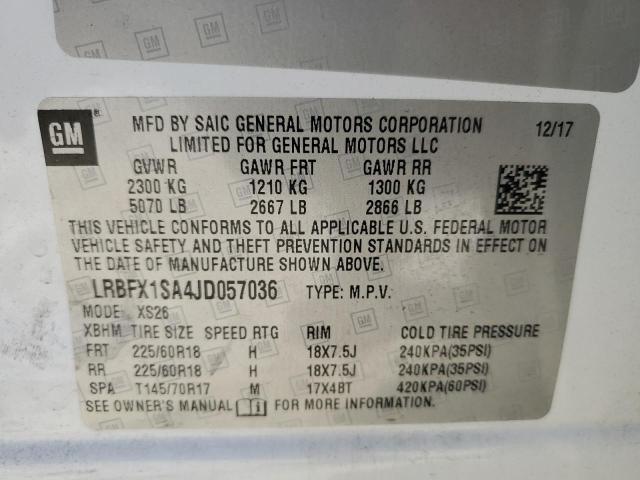 GM
MFD BY SAIC GENERAL MOTORS CORPORATION 12/17
LIMITED FOR GENERAL MOTORS LLC
GVWR GAWR FRT GAWR RR
2300 KG 1210 KG 1300 KG
5070 LB 2667 LB 2866 LB
THIS VEHICLE CONFORMS TO ALL APPLICABLE U.S. FEDERAL MOTOR
VEHICLE SAFETY AND THEFT PREVENTION STANDARDS IN EFFECT ON
THE DATE OF MANUFACTURE SHOWN ABOVE.
LRBFX1SA4JD057036 TYPE: M.P.V.
MODE XS26
XBHM TIRE SIZE SPEED RTG RIM COLD TIRE PRESSURE
FRT 225/60R18 H 18X7.5J 240KPA(35PSI)
RR 225/60R18 H 18X7.5J 240KPA(35PSI)
SPA T145/70R17 M 17X4BT 420KPA(60PSI)
SEE OWNER'S MANUAL FOR MORE INFORMATION.